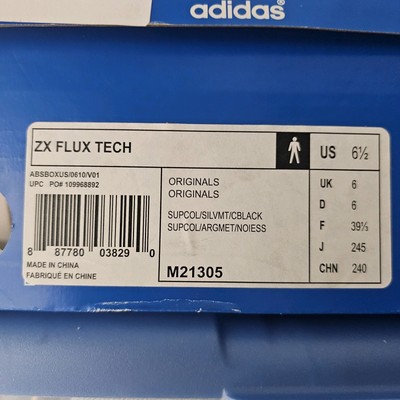 adidas®
ZX FLUX TECH
US 6½
ABSBOXUS/0610/V01
UPC PO# 109968892
ORIGINALS
ORIGINALS
UK 6
D 6
SUPCOL/SILVMT/CBLACK
SUPCOL/ARGMET/NOIESS
F 39⅓
J 245
8 87780 03829 0
MADE IN CHINA
FABRIQUÉ EN CHINE
M21305
CHN 240